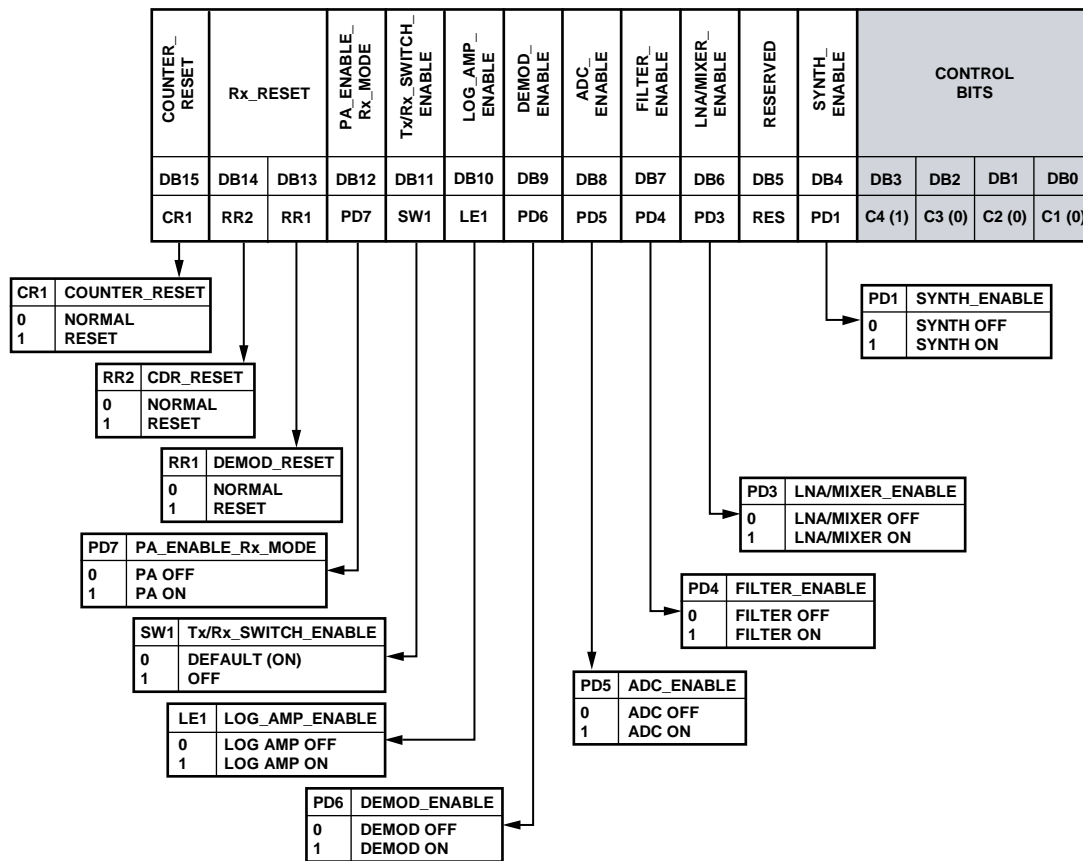 COUNTER_
RESET
Rx_RESET
PA_ENABLE_
Rx_MODE
Tx/Rx_SWITCH_
ENABLE
LOG_AMP_
ENABLE
DEMOD_
ENABLE
ADC_
ENABLE
FILTER_
ENABLE
LNA/MIXER_
ENABLE
RESERVED
SYNTH_
ENABLE
CONTROL
BITS
DB15 DB14 DB13 DB12 DB11 DB10 DB9 DB8 DB7 DB6 DB5 DB4 DB3 DB2 DB1 DB0
CR1 RR2 RR1 PD7 SW1 LE1 PD6 PD5 PD4 PD3 RES PD1 C4 (1) C3 (0) C2 (0) C1 (0)
CR1 COUNTER_RESET
0 NORMAL
1 RESET
PD1 SYNTH_ENABLE
0 SYNTH OFF
1 SYNTH ON
RR2 CDR_RESET
0 NORMAL
1 RESET
RR1 DEMOD_RESET
0 NORMAL
1 RESET
PD3 LNA/MIXER_ENABLE
0 LNA/MIXER OFF
1 LNA/MIXER ON
PD7 PA_ENABLE_Rx_MODE
0 PA OFF
1 PA ON
PD4 FILTER_ENABLE
0 FILTER OFF
1 FILTER ON
SW1 Tx/Rx_SWITCH_ENABLE
0 DEFAULT (ON)
1 OFF
PD5 ADC_ENABLE
0 ADC OFF
1 ADC ON
LE1 LOG_AMP_ENABLE
0 LOG AMP OFF
1 LOG AMP ON
PD6 DEMOD_ENABLE
0 DEMOD OFF
1 DEMOD ON